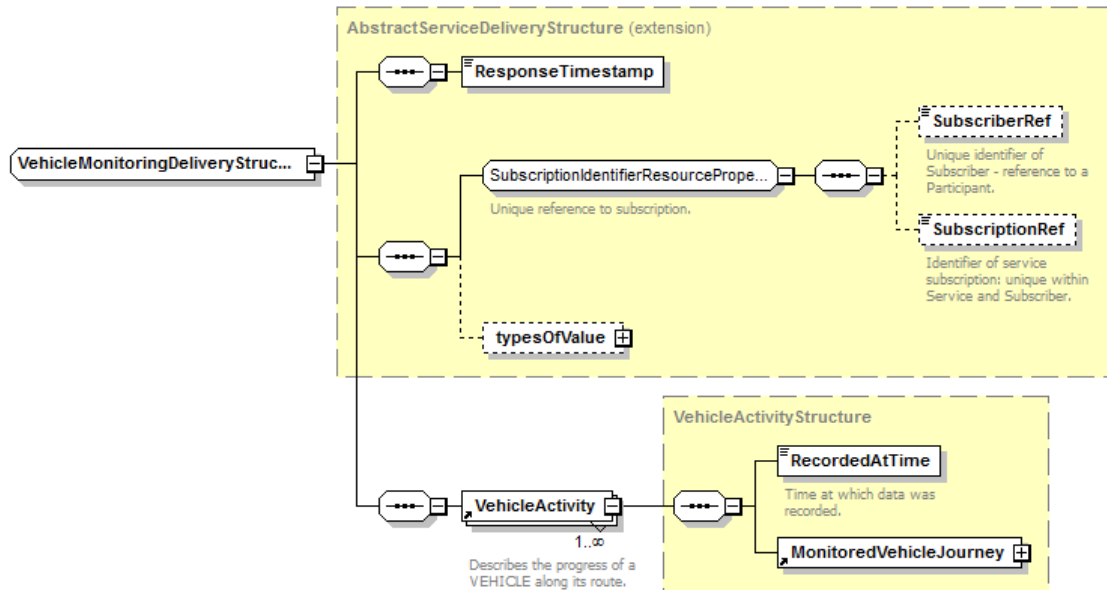 AbstractServiceDeliveryStructure (extension)
ResponseTimestamp
VehicleMonitoringDeliveryStruc...
SubscriptionIdentifierResourcePrope...
Unique reference to subscription.
SubscriberRef
Unique identifier of
Subscriber - reference to a
Participant.
SubscriptionRef
Identifier of service
subscription: unique within
Service and Subscriber.
typesOfValue
VehicleActivityStructure
VehicleActivity
1..∞
Describes the progress of a
VEHICLE along its route.
RecordedAtTime
Time at which data was
recorded.
MonitoredVehicleJourney